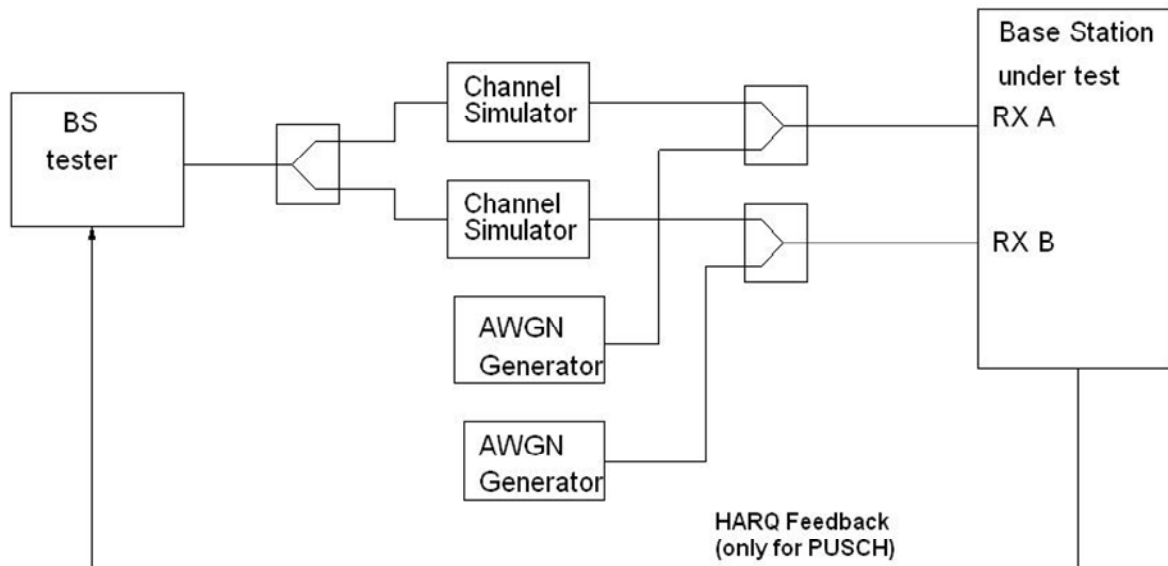 BS
tester
Channel
Simulator
Channel
Simulator
AWGN
Generator
AWGN
Generator
Base Station
under test
RX A
RX B
HARQ Feedback
(only for PUSCH)